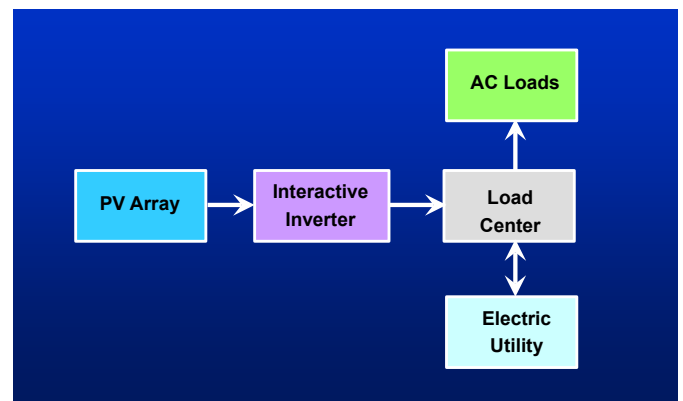 AC Loads
PV Array
Interactive
Inverter
Load
Center
Electric
Utility